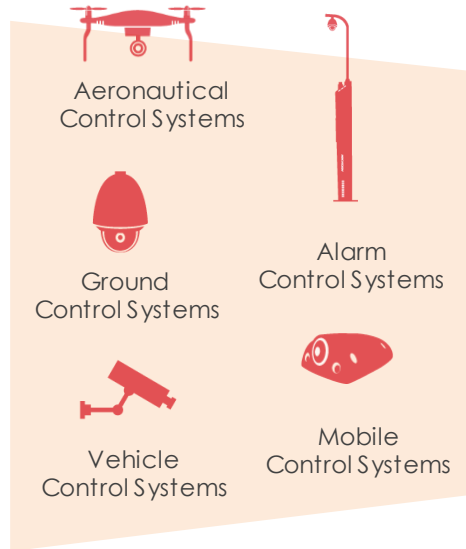 Aeronautical
Control Systems
Alarm
Control Systems
Ground
Control Systems
Mobile
Control Systems
Vehicle
Control Systems